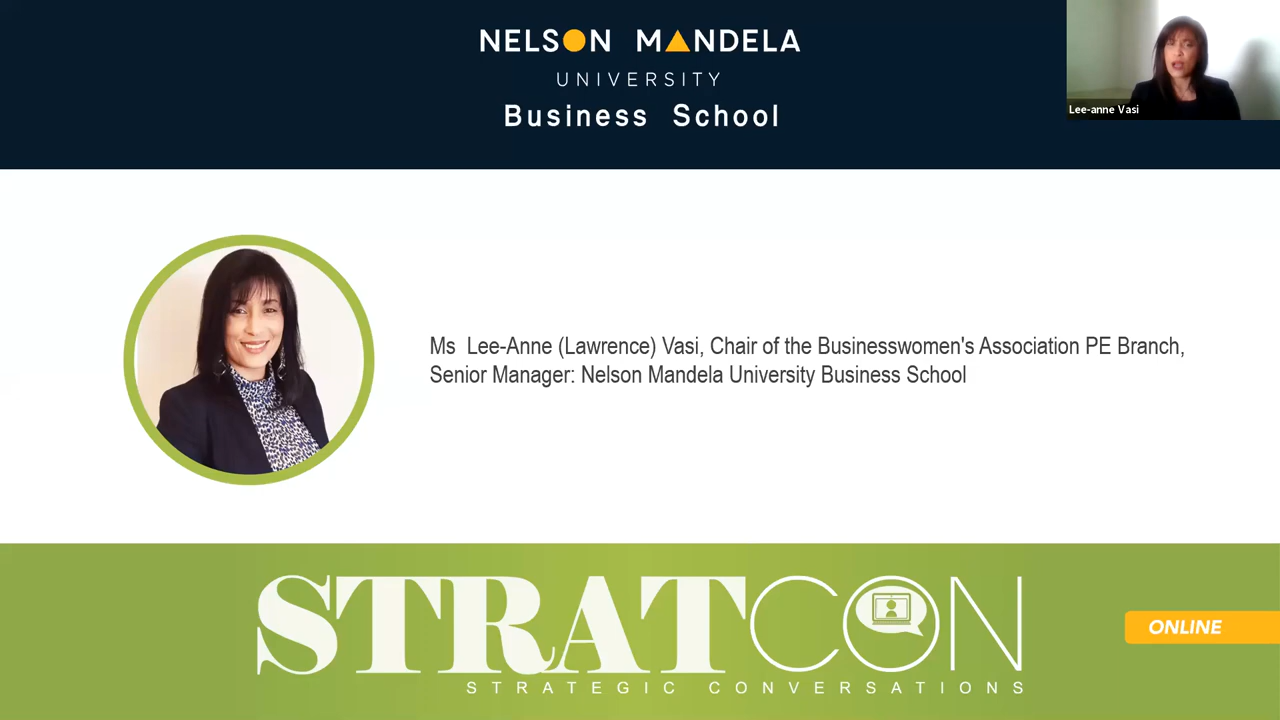 NELSON MANDELA
UNIVERSITY
Business School
Lee-anne Vasi
Ms Lee-Anne (Lawrence) Vasi, Chair of the Businesswomen's Association PE Branch,
Senior Manager: Nelson Mandela University Business School
STRATCON
ONLINE
STRATEGIC CONVERSATIONS